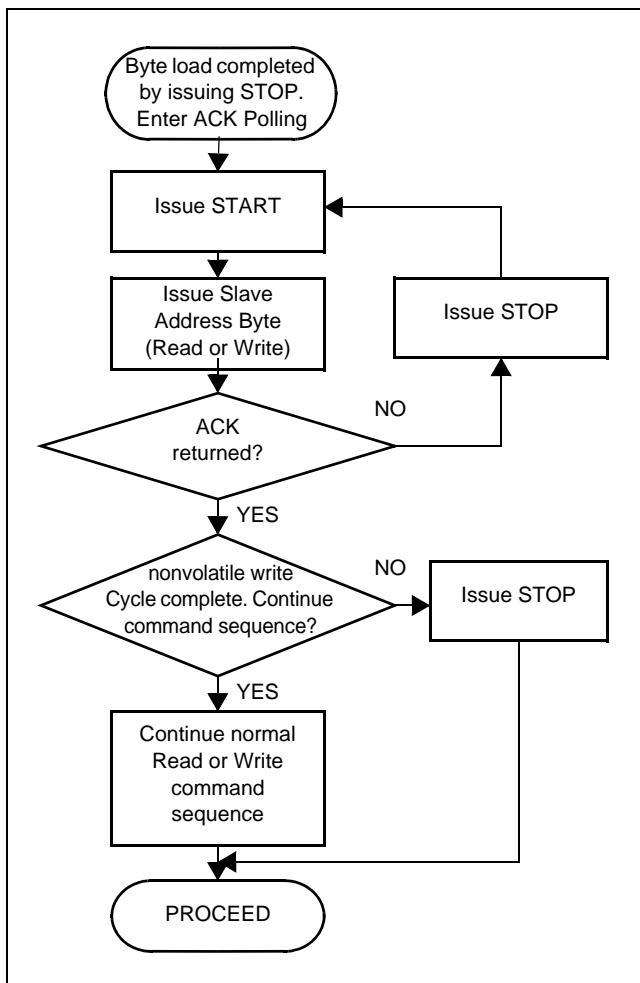 Byte load completed
by issuing STOP.
Enter ACK Polling
Issue START
Issue Slave
Address Byte
(Read or Write)
Issue STOP
ACK
returned?
NO
YES
nonvolatile write
Cycle complete. Continue
command sequence?
NO
Issue STOP
YES
Continue normal
Read or Write
command
sequence
PROCEED